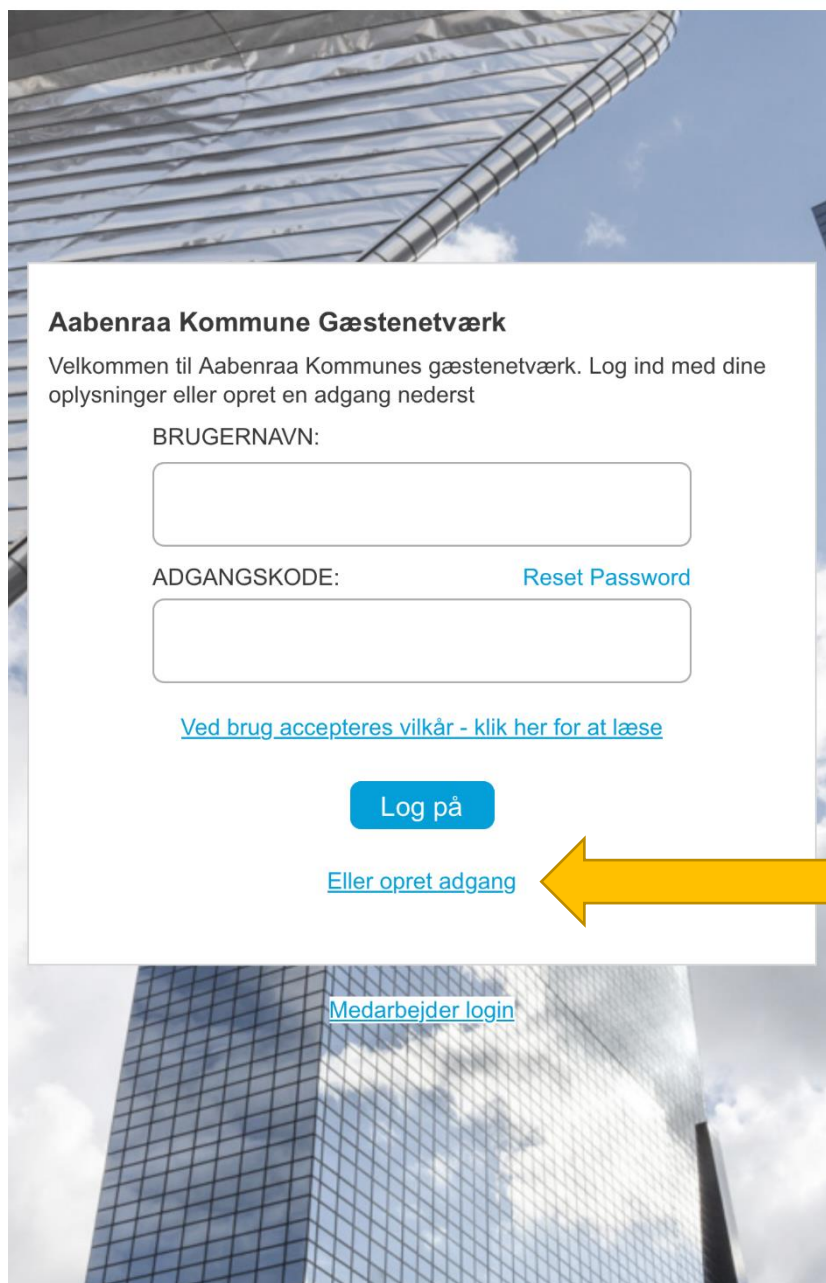 Aabenraa Kommune Gæstenetværk
Velkommen til Aabenraa Kommunes gæstenetværk. Log ind med dine
oplysninger eller opret en adgang nederst
BRUGERNAVN:
ADGANGSKODE:
Reset Password
Ved brug accepteres vilkår - klik her for at læse
Log på
Eller opret adgang
Medarbejder login